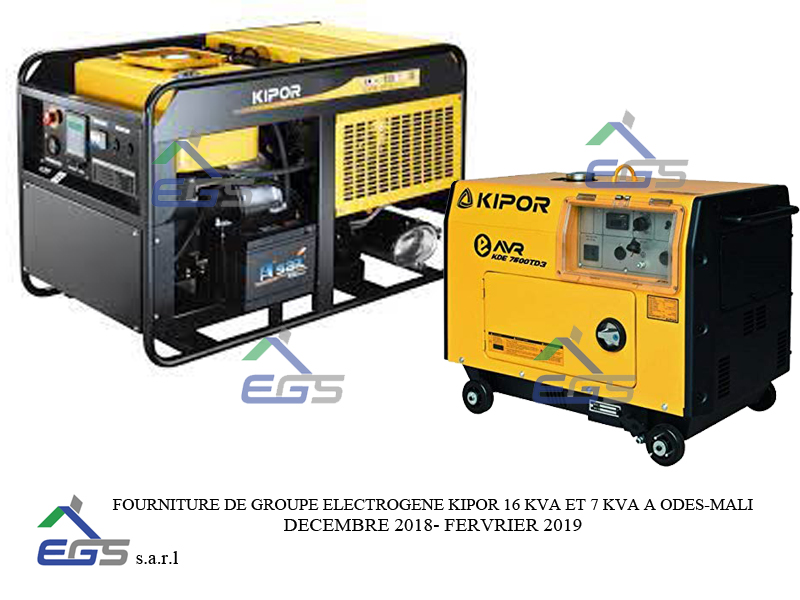 KIPOR
EGS
EGS
KIPOR
AVR
KDE 7500TD3
EGS
EGS
FOURNITURE DE GROUPE ELECTROGENE KIPOR 16 KVA ET 7 KVA A ODES-MALI
DECEMBRE 2018- FERVRIER 2019
EGS s.a.r.l